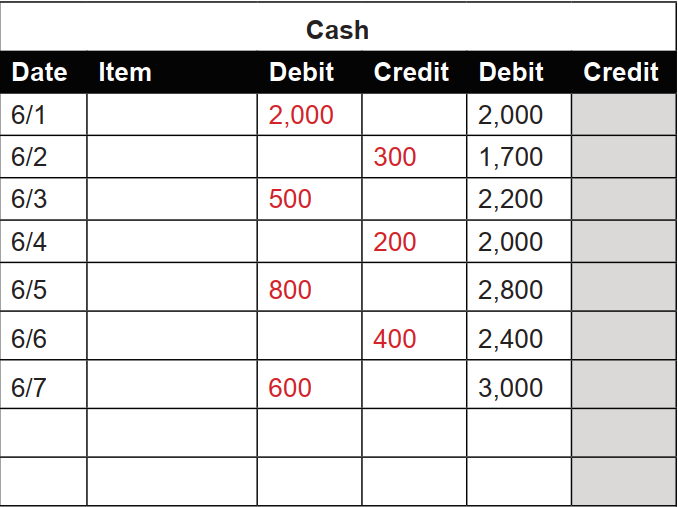 Cash
Date Item Debit Credit Debit Credit
6/1 2,000 2,000
6/2 300 1,700
6/3 500 2,200
6/4 200 2,000
6/5 800 2,800
6/6 400 2,400
6/7 600 3,000